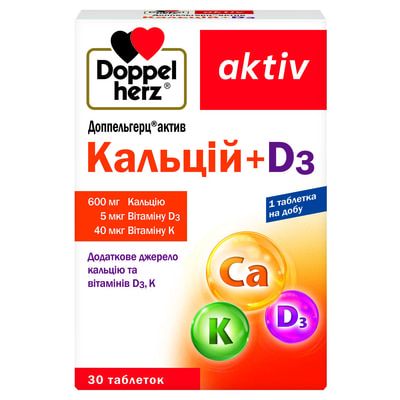 Doppel
herz®
aktiv
Доппельгерц®актив
Кальцій+D3
600 мг Кальцію
5 мкг Вітаміну D3
40 мкг Вітаміну К
1 таблетка
на добу
Додаткове джерело
кальцію та
вітамінів D3, К
Ca
K
D3
30 таблеток